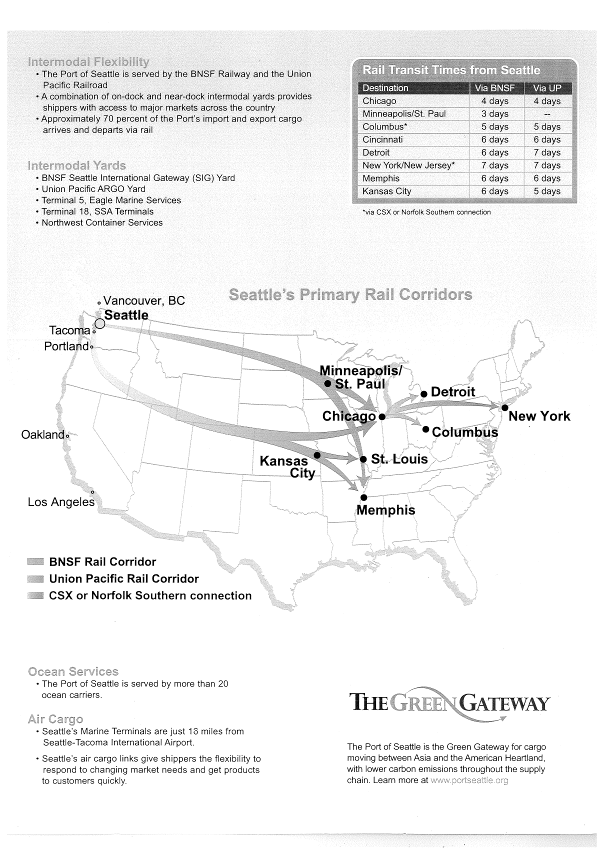 Intermodal Flexibility
• The Port of Seattle is served by the BNSF Railway and the Union
Pacific Railroad
• A combination of on-dock and near-dock intermodal yards provides
shippers with access to major markets across the country
• Approximately 70 percent of the Port's import and export cargo
arrives and departs via rail
Intermodal Yards
• BNSF Seattle International Gateway (SIG) Yard
• Union Pacific ARGO Yard
• Terminal 5, Eagle Marine Services
• Terminal 18, SSA Terminals
• Northwest Container Services
Rail Transit Times from Seattle
Destination Via BNSF Via UP
Chicago 4 days 4 days
Minneapolis/St. Paul 3 days --
Columbus* 5 days 5 days
Cincinnati 6 days 6 days
Detroit 6 days 7 days
New York/New Jersey* 7 days 7 days
Memphis 6 days 6 days
Kansas City 6 days 5 days
*via CSX or Norfolk Southern connection
Seattle's Primary Rail Corridors
Vancouver, BC
Seattle
Tacoma
Portland
Minneapolis/
St. Paul
Detroit
Chicago
New York
Columbus
Oakland
Kansas
City
St. Louis
Los Angeles
Memphis
BNSF Rail Corridor
Union Pacific Rail Corridor
CSX or Norfolk Southern connection
Ocean Services
• The Port of Seattle is served by more than 20
ocean carriers.
Air Cargo
• Seattle's Marine Terminals are just 13 miles from
Seattle-Tacoma International Airport.
• Seattle's air cargo links give shippers the flexibility to
respond to changing market needs and get products
to customers quickly.
THE GREEN GATEWAY
The Port of Seattle is the Green Gateway for cargo
moving between Asia and the American Heartland,
with lower carbon emissions throughout the supply
chain. Learn more at www.portseattle.org